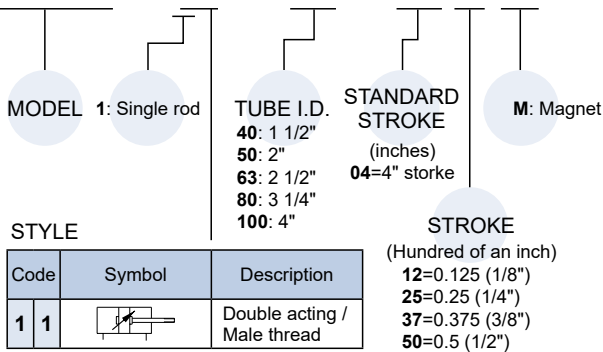 MODEL
1: Single rod
TUBE I.D.
40: 1 1/2"
50: 2"
63: 2 1/2"
80: 3 1/4"
100: 4"
STANDARD
STROKE
(inches)
04=4" storke
M: Magnet
STROKE
(Hundred of an inch)
12=0.125 (1/8")
25=0.25 (1/4")
37=0.375 (3/8")
50=0.5 (1/2")
STYLE
Code Symbol Description
1 1 Double acting /
Male thread